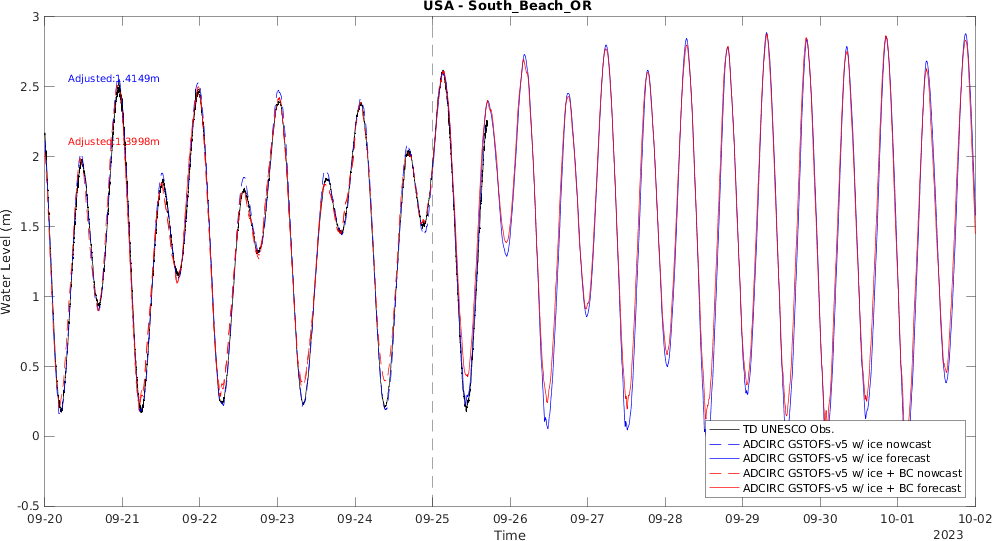 USA - South_Beach_OR
3
2.5
2
1.5
1
0.5
0
-0.5
Water Level (m)
Adjusted:1.4149m
Adjusted:1.3998m
TD UNESCO Obs.
ADCIRC GSTOFS-v5 w/ ice nowcast
ADCIRC GSTOFS-v5 w/ ice forecast
ADCIRC GSTOFS-v5 w/ ice + BC nowcast
ADCIRC GSTOFS-v5 w/ ice + BC forecast
09-20 09-21 09-22 09-23 09-24 09-25 09-26 09-27 09-28 09-29 09-30 10-01 10-02
Time
2023